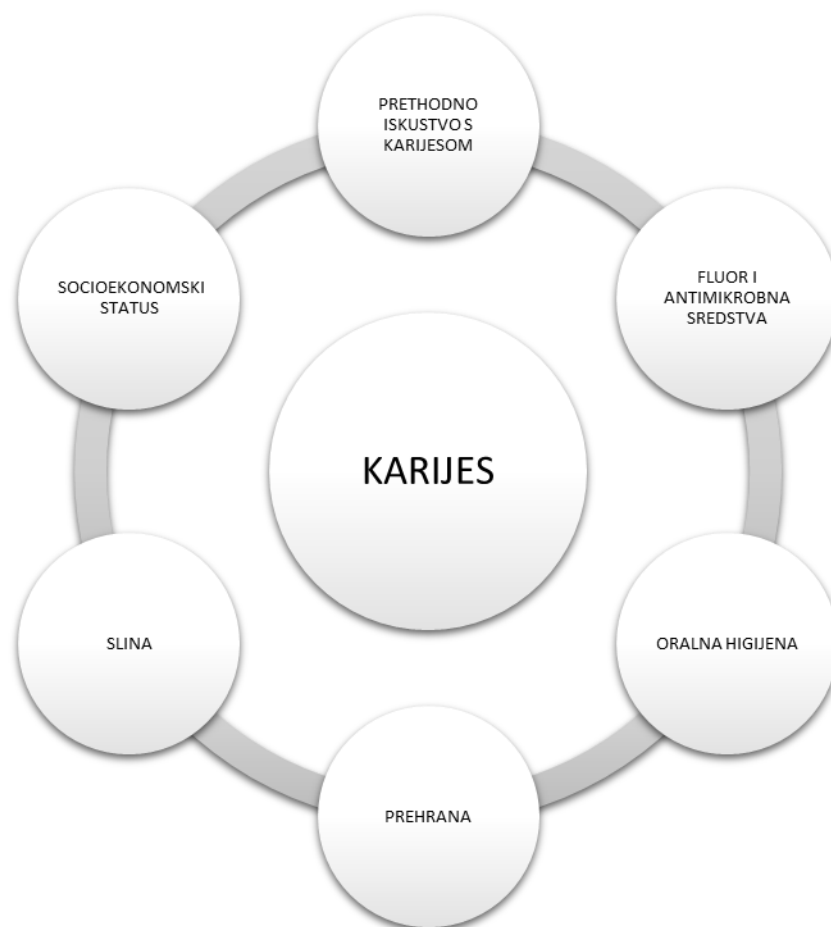 PRETHODNO
ISKUSTVO S
KARIJESOM
FLUOR I
ANTIMIKROBNA
SREDSTVA
ORALNA HIGIJENA
PREHRANA
SLINA
SOCIOEKONOMSKI
STATUS
KARIJES